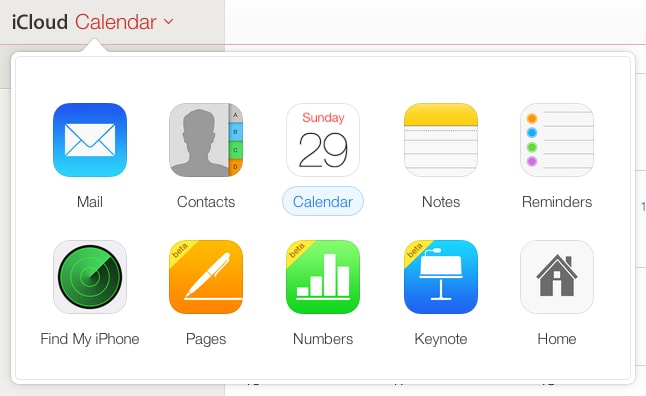 iCloud Calendar
Sunday
29
A
B
C
D
Mail
Contacts
Calendar
Notes
Reminders
beta
beta
beta
Find My iPhone
Pages
Numbers
Keynote
Home